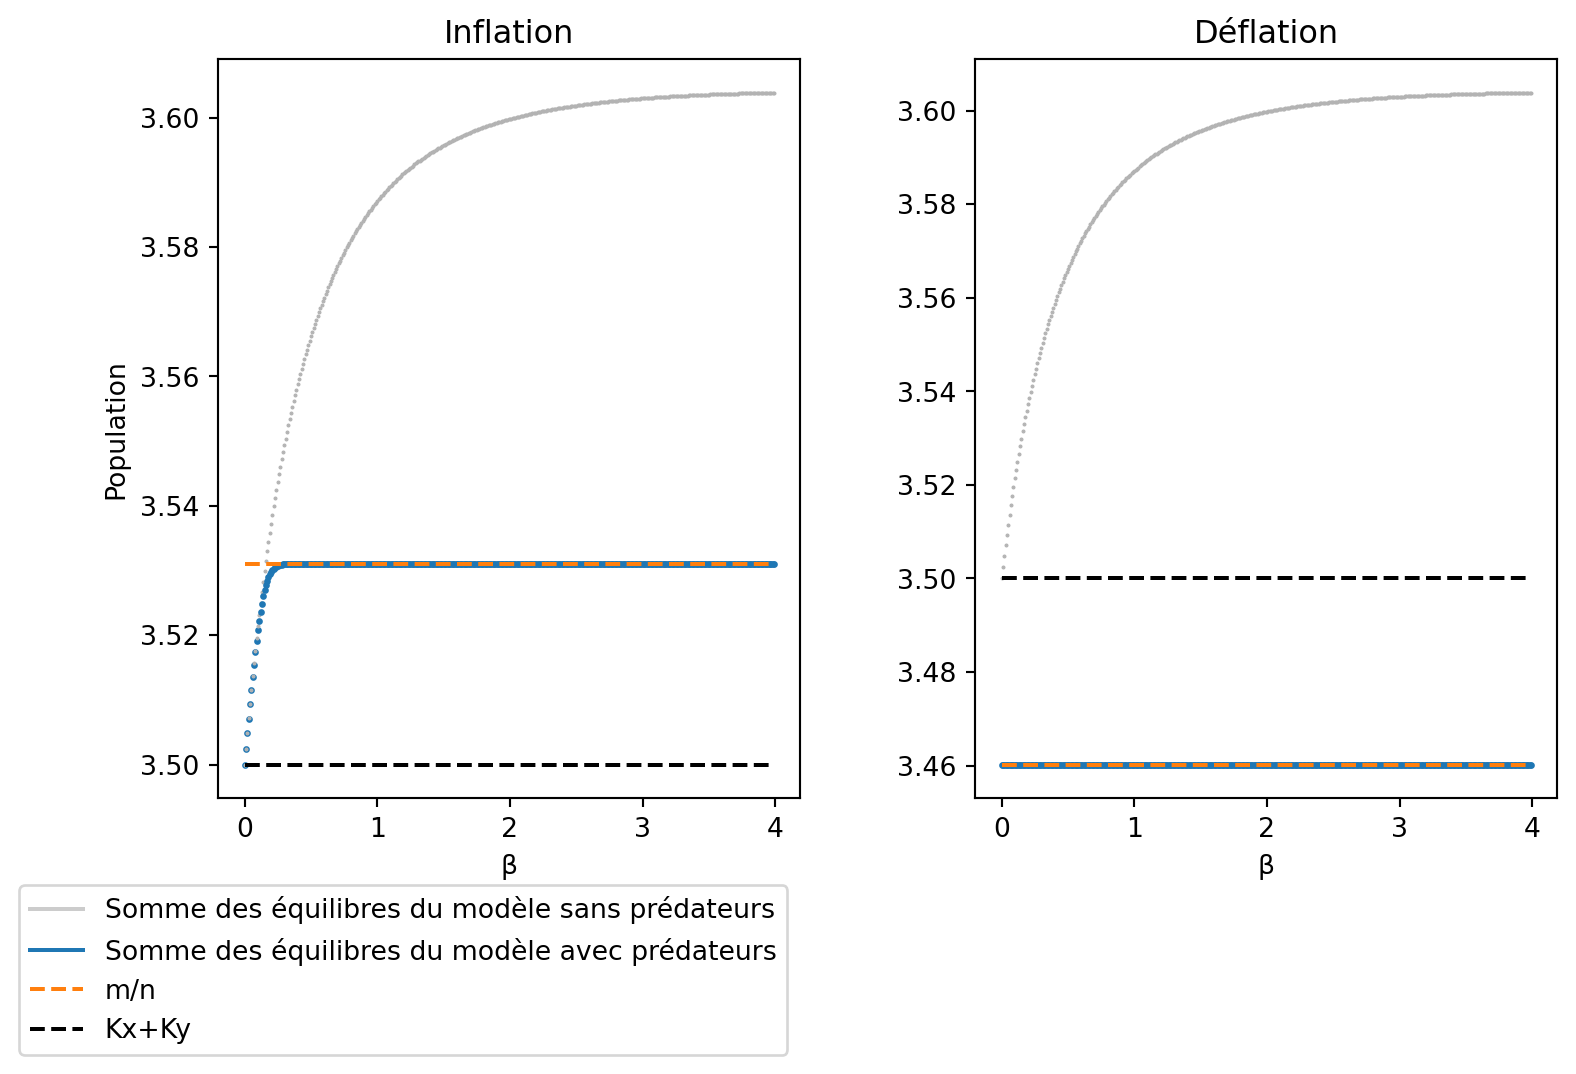 Inflation
Population
3.60
3.58
3.56
3.54
3.52
3.50
0 1 2 3 4
β
Déflation
3.60
3.58
3.56
3.54
3.52
3.50
3.48
3.46
0 1 2 3 4
β
Somme des équilibres du modèle sans prédateurs
Somme des équilibres du modèle avec prédateurs
m/n
Kx+Ky